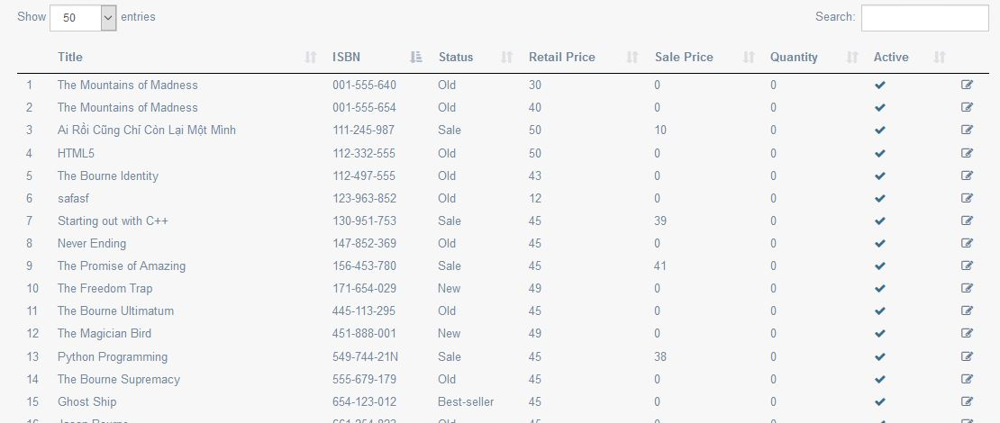 Show 50 entries Search:
Title ISBN Status Retail Price Sale Price Quantity Active
1 The Mountains of Madness 001-555-640 Old 30 0 0
2 The Mountains of Madness 001-555-654 Old 40 0 0
3 Ai Rồi Cũng Chỉ Còn Lại Một Mình 111-245-987 Sale 50 10 0
4 HTML5 112-332-555 Old 50 0 0
5 The Bourne Identity 112-497-555 Old 43 0 0
6 safasf 123-963-852 Old 12 0 0
7 Starting out with C++ 130-951-753 Sale 45 39 0
8 Never Ending 147-852-369 Old 45 0 0
9 The Promise of Amazing 156-453-780 Sale 45 41 0
10 The Freedom Trap 171-654-029 New 49 0 0
11 The Bourne Ultimatum 445-113-295 Old 45 0 0
12 The Magician Bird 451-888-001 New 49 0 0
13 Python Programming 549-744-21N Sale 45 38 0
14 The Bourne Supremacy 555-679-179 Old 45 0 0
15 Ghost Ship 654-123-012 Best-seller 45 0 0
16 Jason Bourne Old 45 0 0